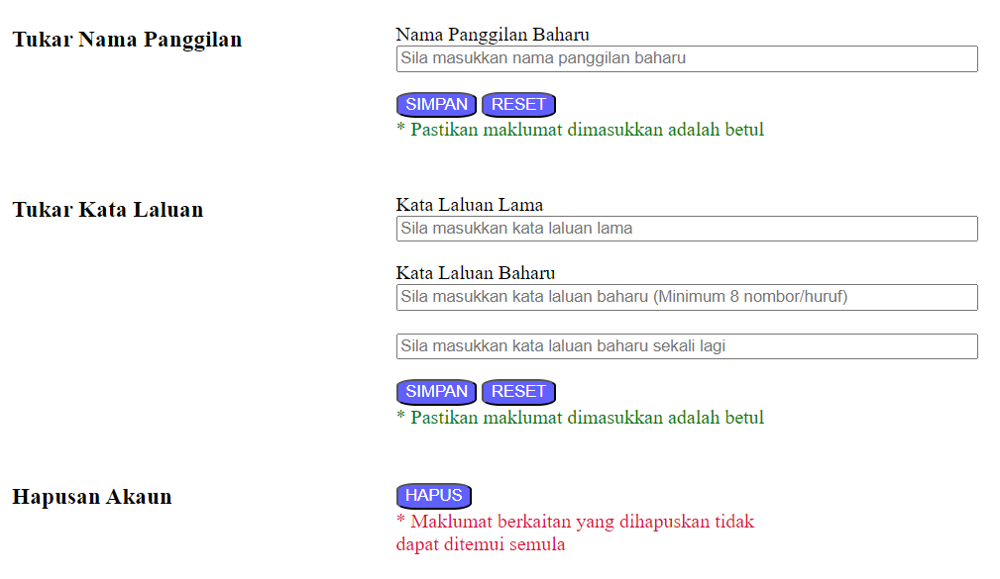 Tukar Nama Panggilan
Nama Panggilan Baharu
Sila masukkan nama panggilan baharu
SIMPAN RESET
* Pastikan maklumat dimasukkan adalah betul
Tukar Kata Laluan
Kata Laluan Lama
Sila masukkan kata laluan lama
Kata Laluan Baharu
Sila masukkan kata laluan baharu (Minimum 8 nombor/huruf)
Sila masukkan kata laluan baharu sekali lagi
SIMPAN RESET
* Pastikan maklumat dimasukkan adalah betul
Hapusan Akaun
HAPUS
* Maklumat berkaitan yang dihapuskan tidak
dapat ditemui semula